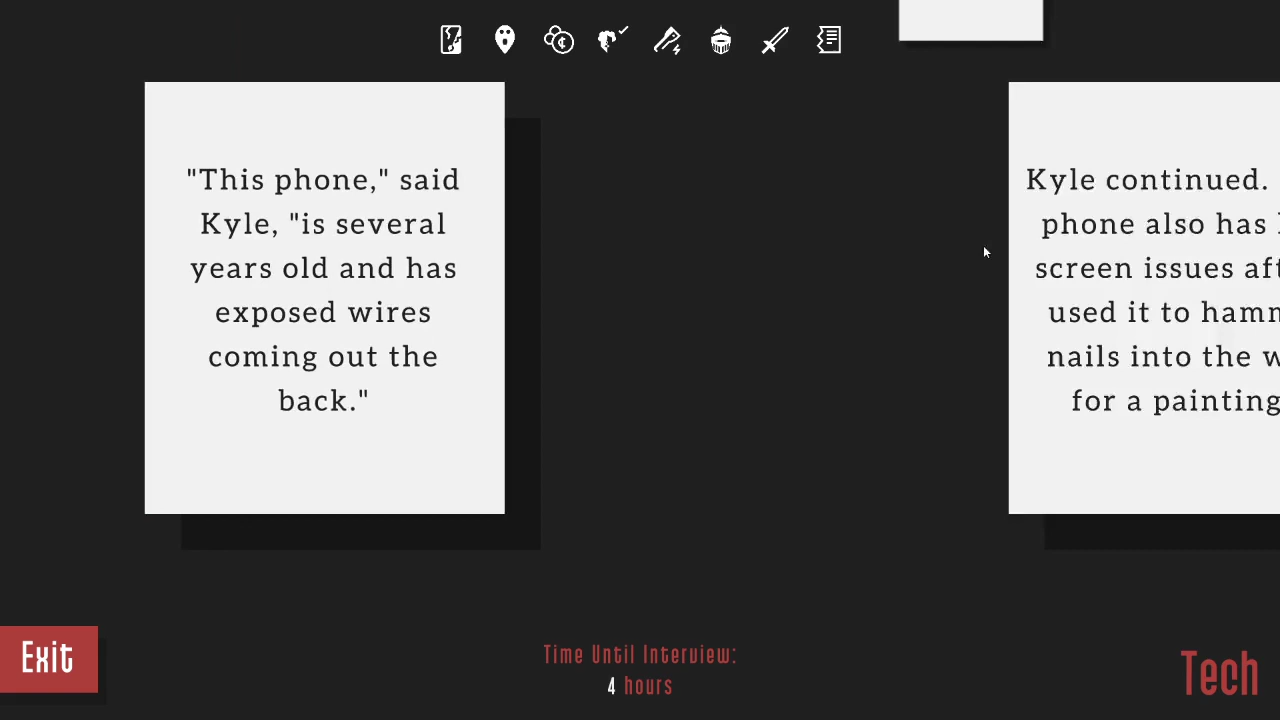 "This phone," said
Kyle, "is several
years old and has
exposed wires
coming out the
back."
Kyle continued.
phone also has
screen issues
used it to
nails into the
for a painting
Exit
Time Until Interview:
4 hours
Tech